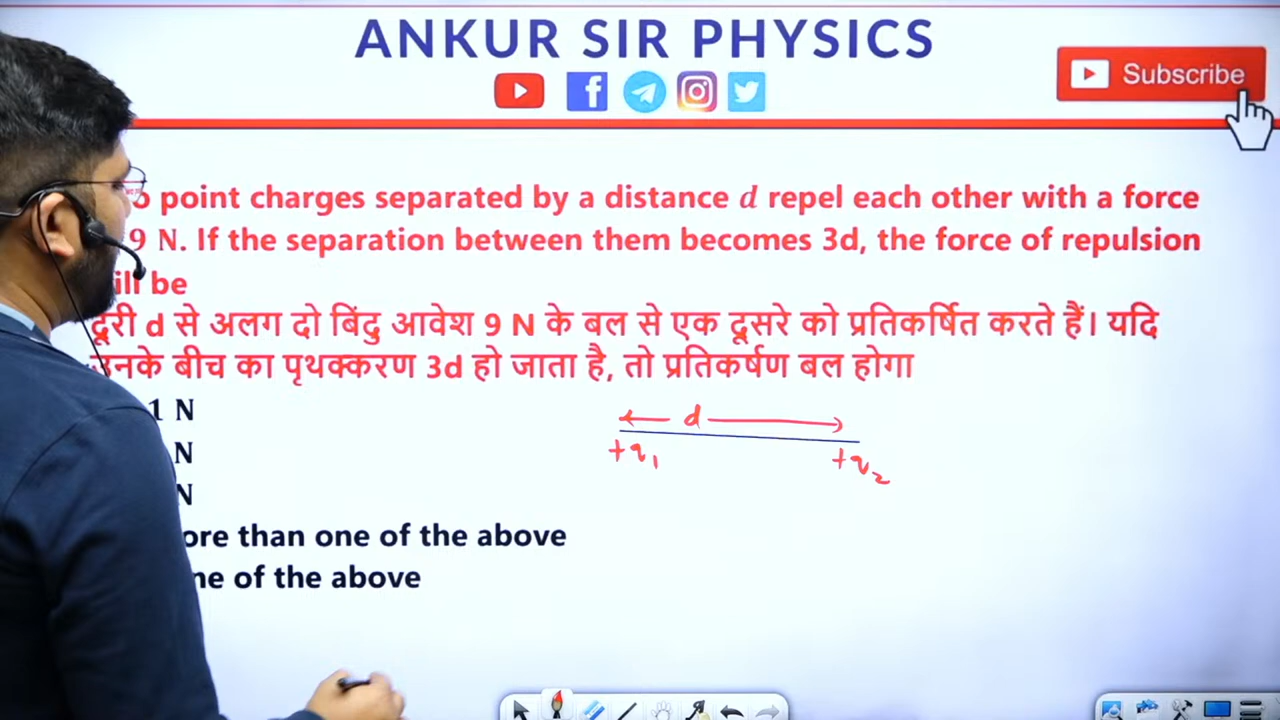 ANKUR SIR PHYSICS
Subscribe
point charges separated by a distance d repel each other with a force
9 N. If the separation between them becomes 3d, the force of repulsion
ill be
दूरी d से अलग दो बिंदु आवेश 9 N के बल से एक दूसरे को प्रतिकर्षित करते हैं। यदि
उनके बीच का पृथक्करण 3d हो जाता है, तो प्रतिकर्षण बल होगा
1 N
N
N
ore than one of the above
ne of the above
d
+q₁
+q₂